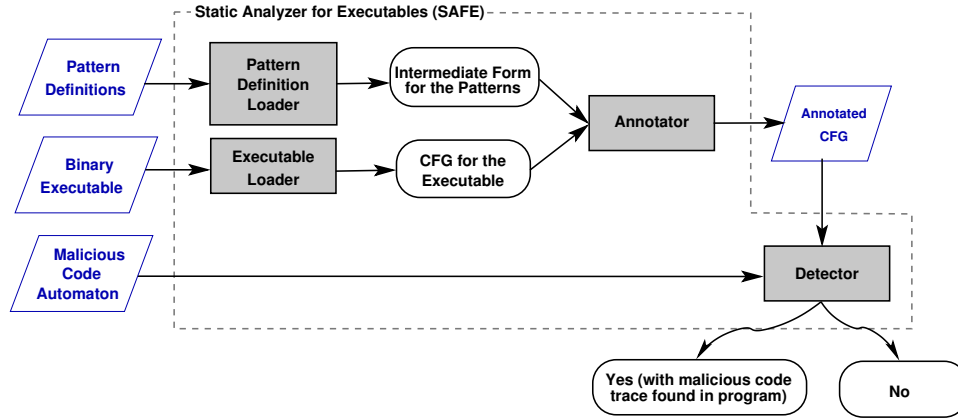 Static Analyzer for Executables (SAFE)
Pattern
Definitions
Pattern
Definition
Loader
Intermediate Form
for the Patterns
Annotator
Annotated
CFG
Binary
Executable
Executable
Loader
CFG for the
Executable
Malicious
Code
Automaton
Detector
Yes (with malicious code
trace found in program)
No